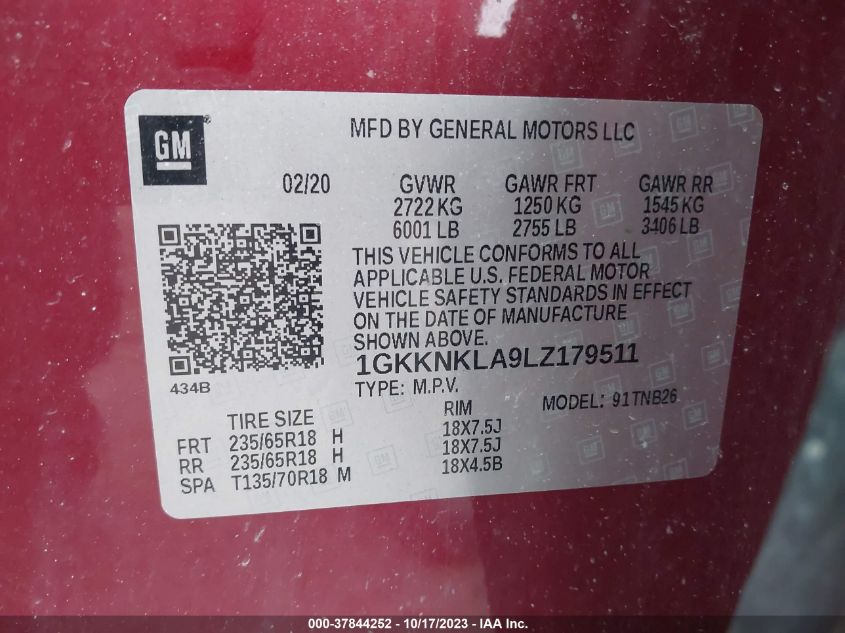 GM
MFD BY GENERAL MOTORS LLC
02/20
GVWR GAWR FRT GAWR RR
2722 KG 1250 KG 1545 KG
6001 LB 2755 LB 3406 LB
THIS VEHICLE CONFORMS TO ALL
APPLICABLE U.S. FEDERAL MOTOR
VEHICLE SAFETY STANDARDS IN EFFECT
ON THE DATE OF MANUFACTURE
SHOWN ABOVE.
1GKKNKLA9LZ179511
434B
TYPE: M.P.V. MODEL: 91TNB26
TIRE SIZE RIM
FRT 235/65R18 H 18X7.5J
RR 235/65R18 H 18X7.5J
SPA T135/70R18 M 18X4.5B
000-37844252 - 10/17/2023 - IAA Inc.